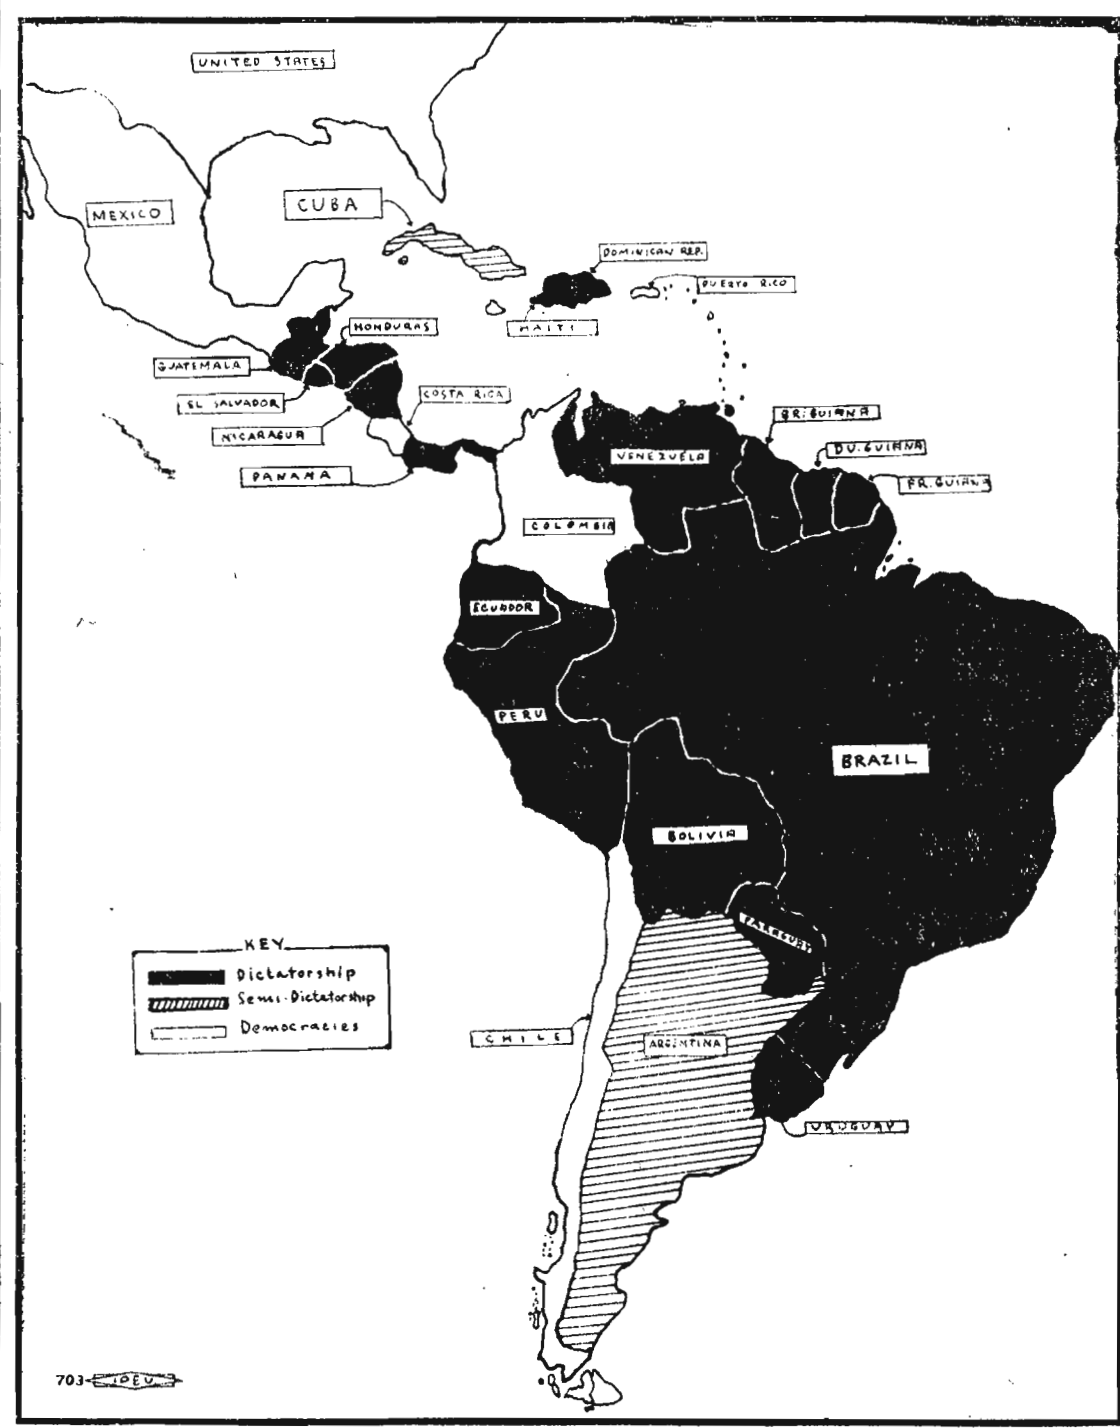 UNITED STATES
MEXICO
CUBA
DOMINICAN REP.
PUERTO RICO
HAITI
HONDURAS
GUATEMALA
EL SALVADOR
COSTA RICA
NICARAGUA
PANAMA
BR. GUIANA
DU. GUIANA
FR. GUIANA
VENEZUELA
COLOMBIA
ECUADOR
PERU
BRAZIL
BOLIVIA
PARAGUAY
KEY
Dictatorship
Semi-Dictatorship
Democracies
CHILE
ARGENTINA
URUGUAY
703